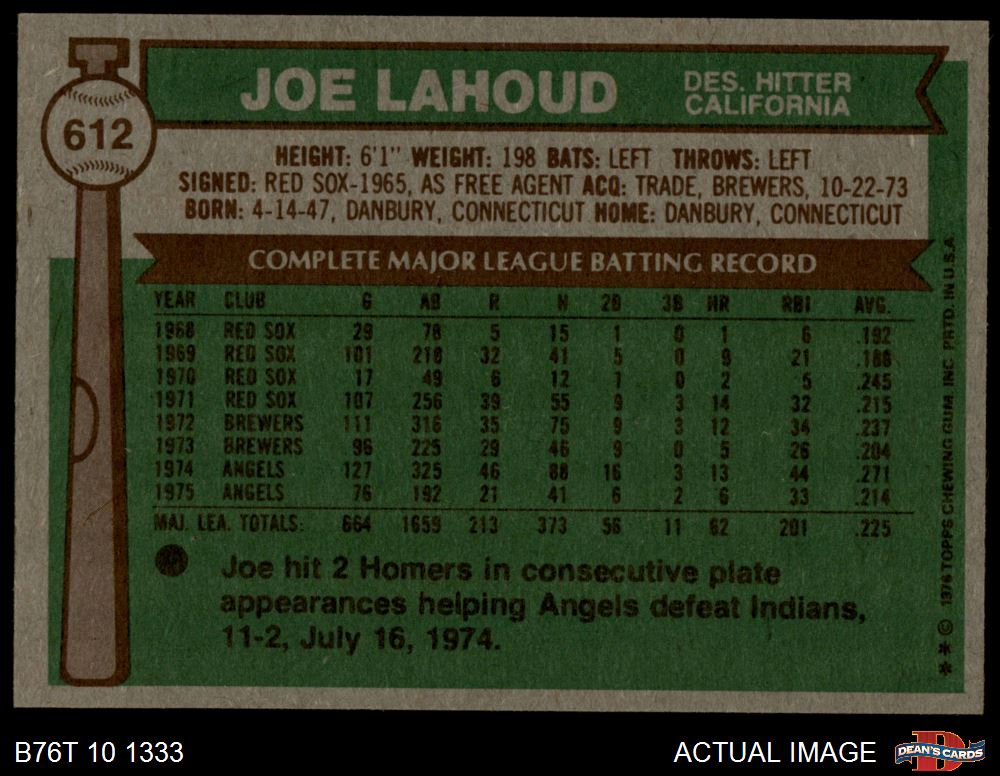 612
JOE LAHOUD
DES. HITTER
CALIFORNIA
HEIGHT: 6'1" WEIGHT: 198 BATS: LEFT THROWS: LEFT
SIGNED: RED SOX-1965, AS FREE AGENT ACQ: TRADE, BREWERS, 10-22-73
BORN: 4-14-47, DANBURY, CONNECTICUT HOME: DANBURY, CONNECTICUT
COMPLETE MAJOR LEAGUE BATTING RECORD
YEAR CLUB G AB R H 2B 3B HR RBI AVG.
1968 RED SOX 29 78 5 15 1 0 1 6 .192
1969 RED SOX 101 218 32 41 5 0 9 21 .188
1970 RED SOX 17 49 6 12 1 0 2 5 .245
1971 RED SOX 107 256 39 55 9 3 14 32 .215
1972 BREWERS 111 316 35 75 9 3 12 34 .237
1973 BREWERS 96 225 29 46 9 0 5 26 .204
1974 ANGELS 127 325 46 88 16 3 13 44 .271
1975 ANGELS 76 192 21 41 6 2 6 33 .214
MAJ. LEA. TOTALS: 664 1659 213 373 56 11 62 201 .225
Joe hit 2 Homers in consecutive plate
appearances helping Angels defeat Indians,
11-2, July 16, 1974.
** © 1976 TOPPS CHEWING GUM, INC. PRTD. IN U.S.A.
B76T 10 1333
ACTUAL IMAGE
DEAN'S CARDS